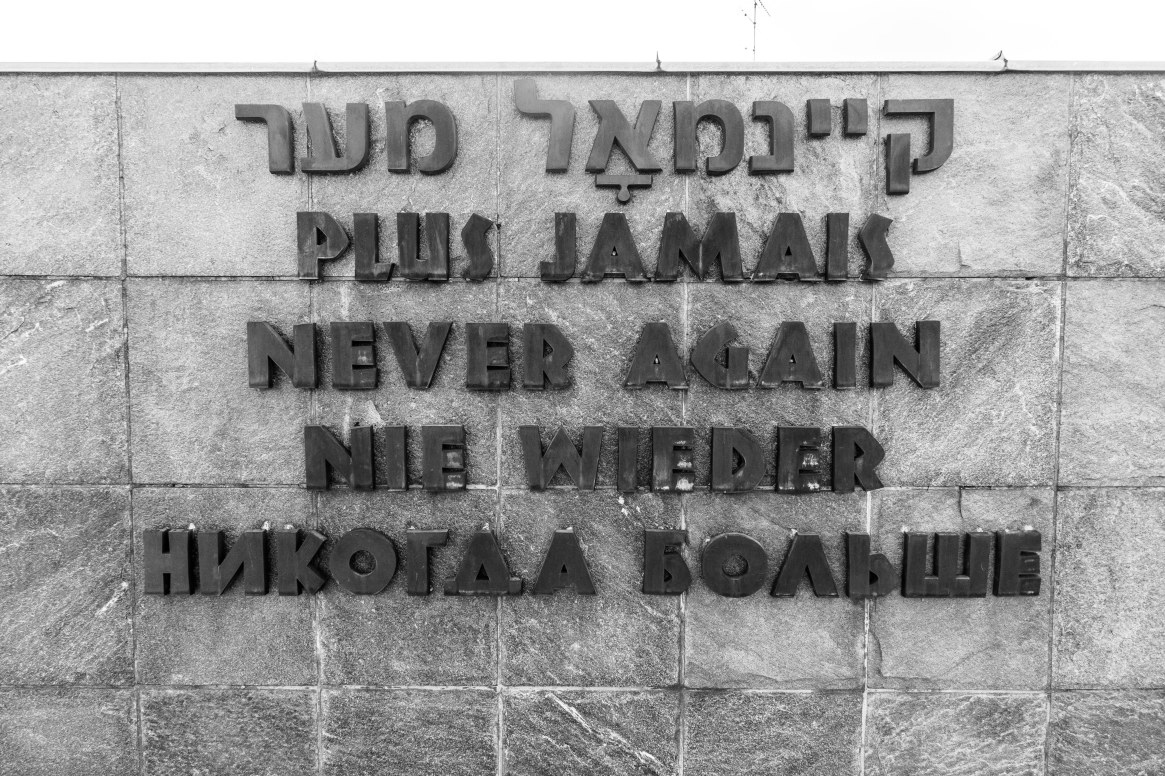 קיינמאָל מער
PLUS JAMAIS
NEVER AGAIN
NIE WIEDER
НИКОГДА БОЛЬШЕ